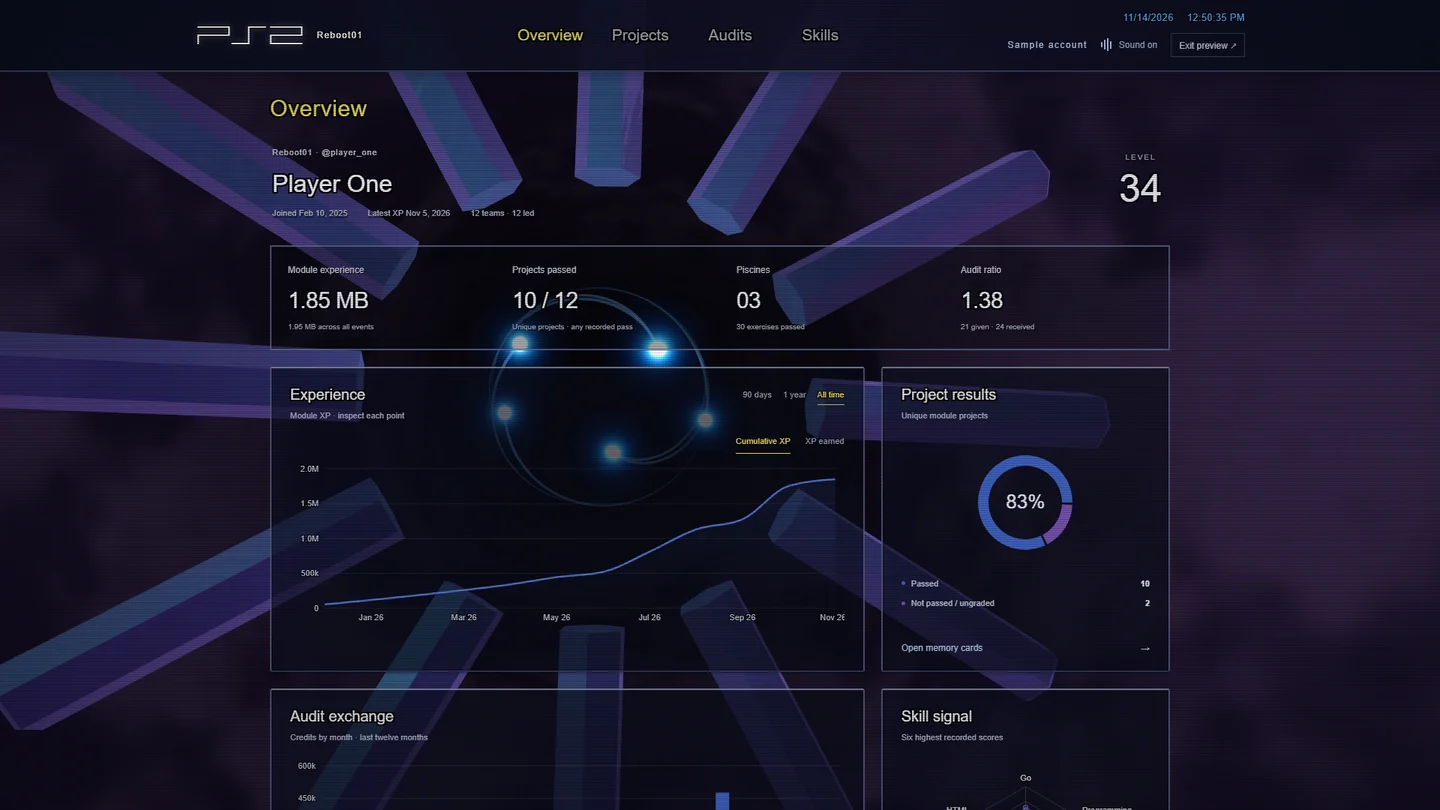 11/14/2026 12:50:35 PM
PS2 Reboot01 Overview Projects Audits Skills
Sample account Sound on Exit preview ↗
Overview
Reboot01 · @player_one
LEVEL
Player One
34
Joined Feb 10, 2025 Latest XP Nov 5, 2026 12 teams · 12 led
Module experience Projects passed Piscines Audit ratio
1.85 MB 10 / 12 03 1.38
1.95 MB across all events Unique projects · any recorded pass 30 exercises passed 21 given · 24 received
Experience 90 days 1 year All time
Module XP · inspect each point
Cumulative XP XP earned
2.0M
1.5M
1.0M
500k
0
Jan 26 Mar 26 May 26 Jul 26 Sep 26 Nov 26
Project results
Unique module projects
83%
Passed 10
Not passed / ungraded 2
Open memory cards →
Audit exchange
Credits by month · last twelve months
600k
450k
Skill signal
Six highest recorded scores
Go
HTML Programming